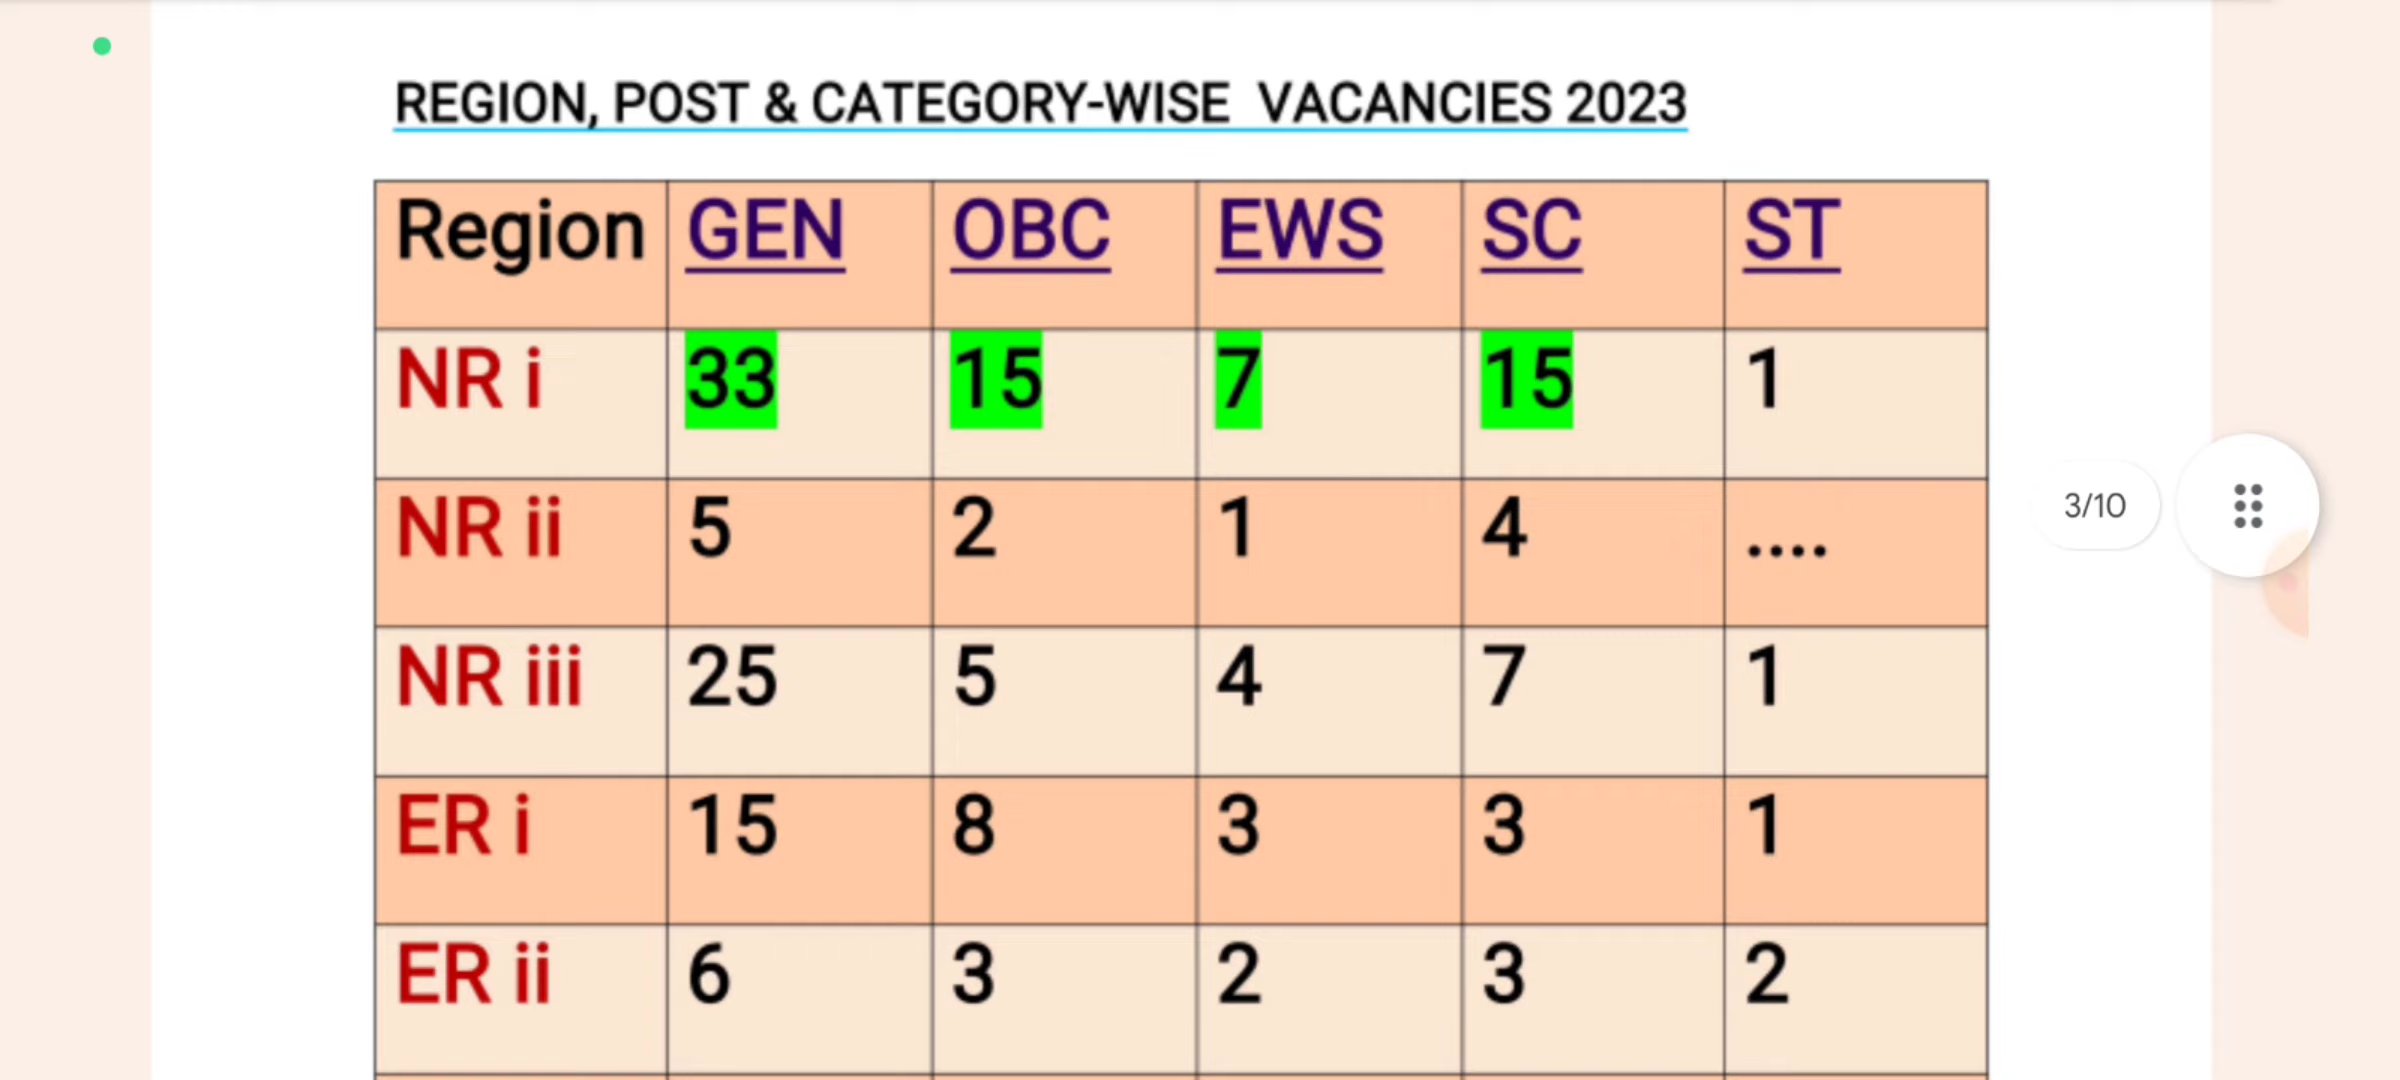 REGION, POST & CATEGORY-WISE VACANCIES 2023
Region GEN OBC EWS SC ST
NR i 33 15 7 15 1
NR ii 5 2 1 4 ....
3/10
NR iii 25 5 4 7 1
ER i 15 8 3 3 1
ER ii 6 3 2 3 2